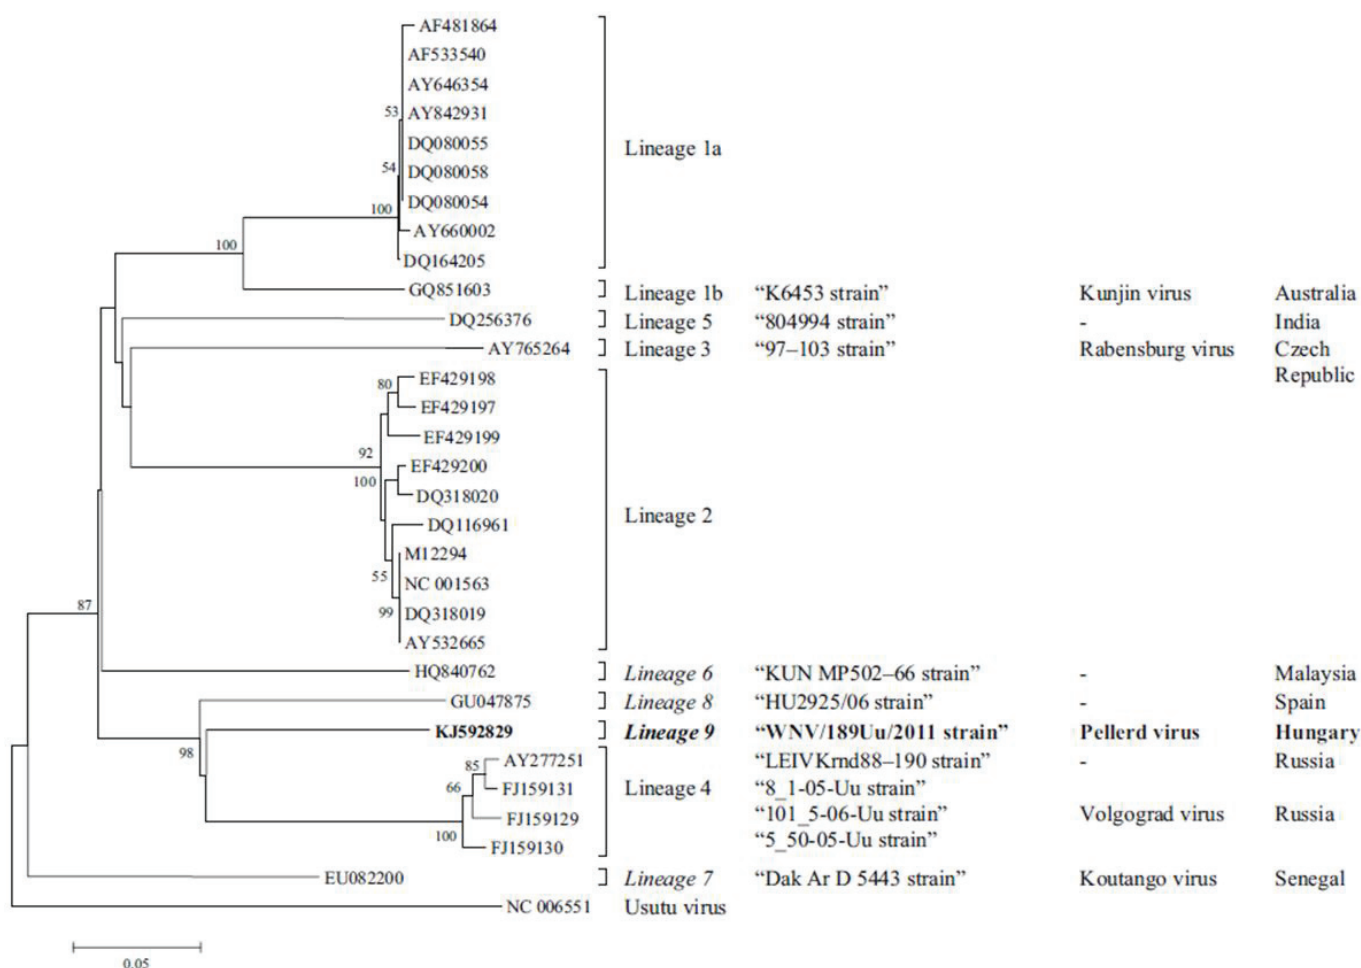 AF481864
AF533540
AY646354
53 AY842931
DQ080055
Lineage 1a
54 DQ080058
DQ080054
100
AY660002
100
DQ164205
GQ851603 Lineage 1b “K6453 strain” Kunjin virus Australia
DQ256376 Lineage 5 “804994 strain” - India
AY765264 Lineage 3 “97–103 strain” Rabensburg virus Czech
Republic
80 EF429198
EF429197
EF429199
92
EF429200
100
DQ318020
Lineage 2
DQ116961
M12294
55
NC 001563
99 DQ318019
87
AY532665
HQ840762 Lineage 6 “KUN MP502–66 strain” - Malaysia
GU047875 Lineage 8 “HU2925/06 strain” - Spain
KJ592829 Lineage 9 “WNV/189Uu/2011 strain” Pellerd virus Hungary
98
85 AY277251 “LEIVKrnd88–190 strain” - Russia
66 FJ159131 Lineage 4 “8_1-05-Uu strain”
FJ159129 “101_5-06-Uu strain” Volgograd virus Russia
100
FJ159130 “5_50-05-Uu strain”
EU082200 Lineage 7 “Dak Ar D 5443 strain” Koutango virus Senegal
NC 006551 Usutu virus
0.05